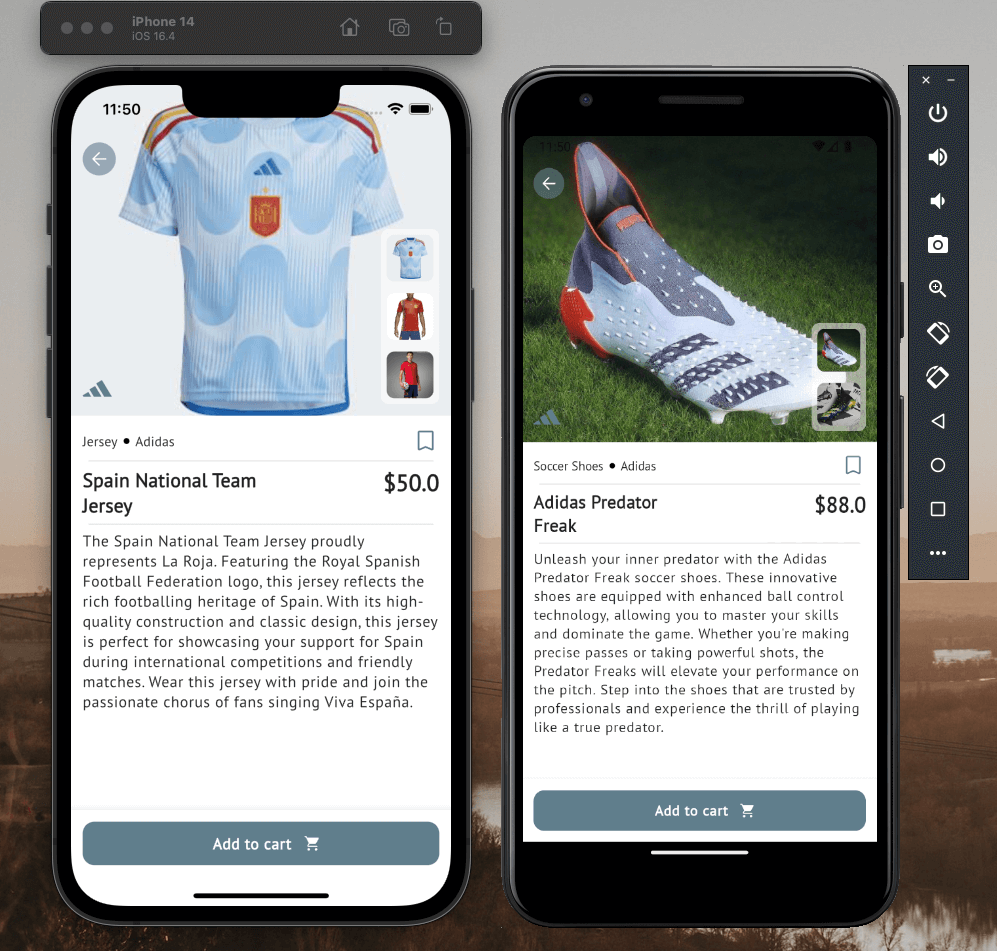 iPhone 14
iOS 16.4
11:50
Jersey • Adidas
Spain National Team
Jersey
$50.0
The Spain National Team Jersey proudly
represents La Roja. Featuring the Royal Spanish
Football Federation logo, this jersey reflects the
rich footballing heritage of Spain. With its high-
quality construction and classic design, this jersey
is perfect for showcasing your support for Spain
during international competitions and friendly
matches. Wear this jersey with pride and join the
passionate chorus of fans singing Viva España.
Add to cart
11:50
Soccer Shoes • Adidas
Adidas Predator
Freak
$88.0
Unleash your inner predator with the Adidas
Predator Freak soccer shoes. These innovative
shoes are equipped with enhanced ball control
technology, allowing you to master your skills
and dominate the game. Whether you're making
precise passes or taking powerful shots, the
Predator Freaks will elevate your performance on
the pitch. Step into the shoes that are trusted by
professionals and experience the thrill of playing
like a true predator.
Add to cart